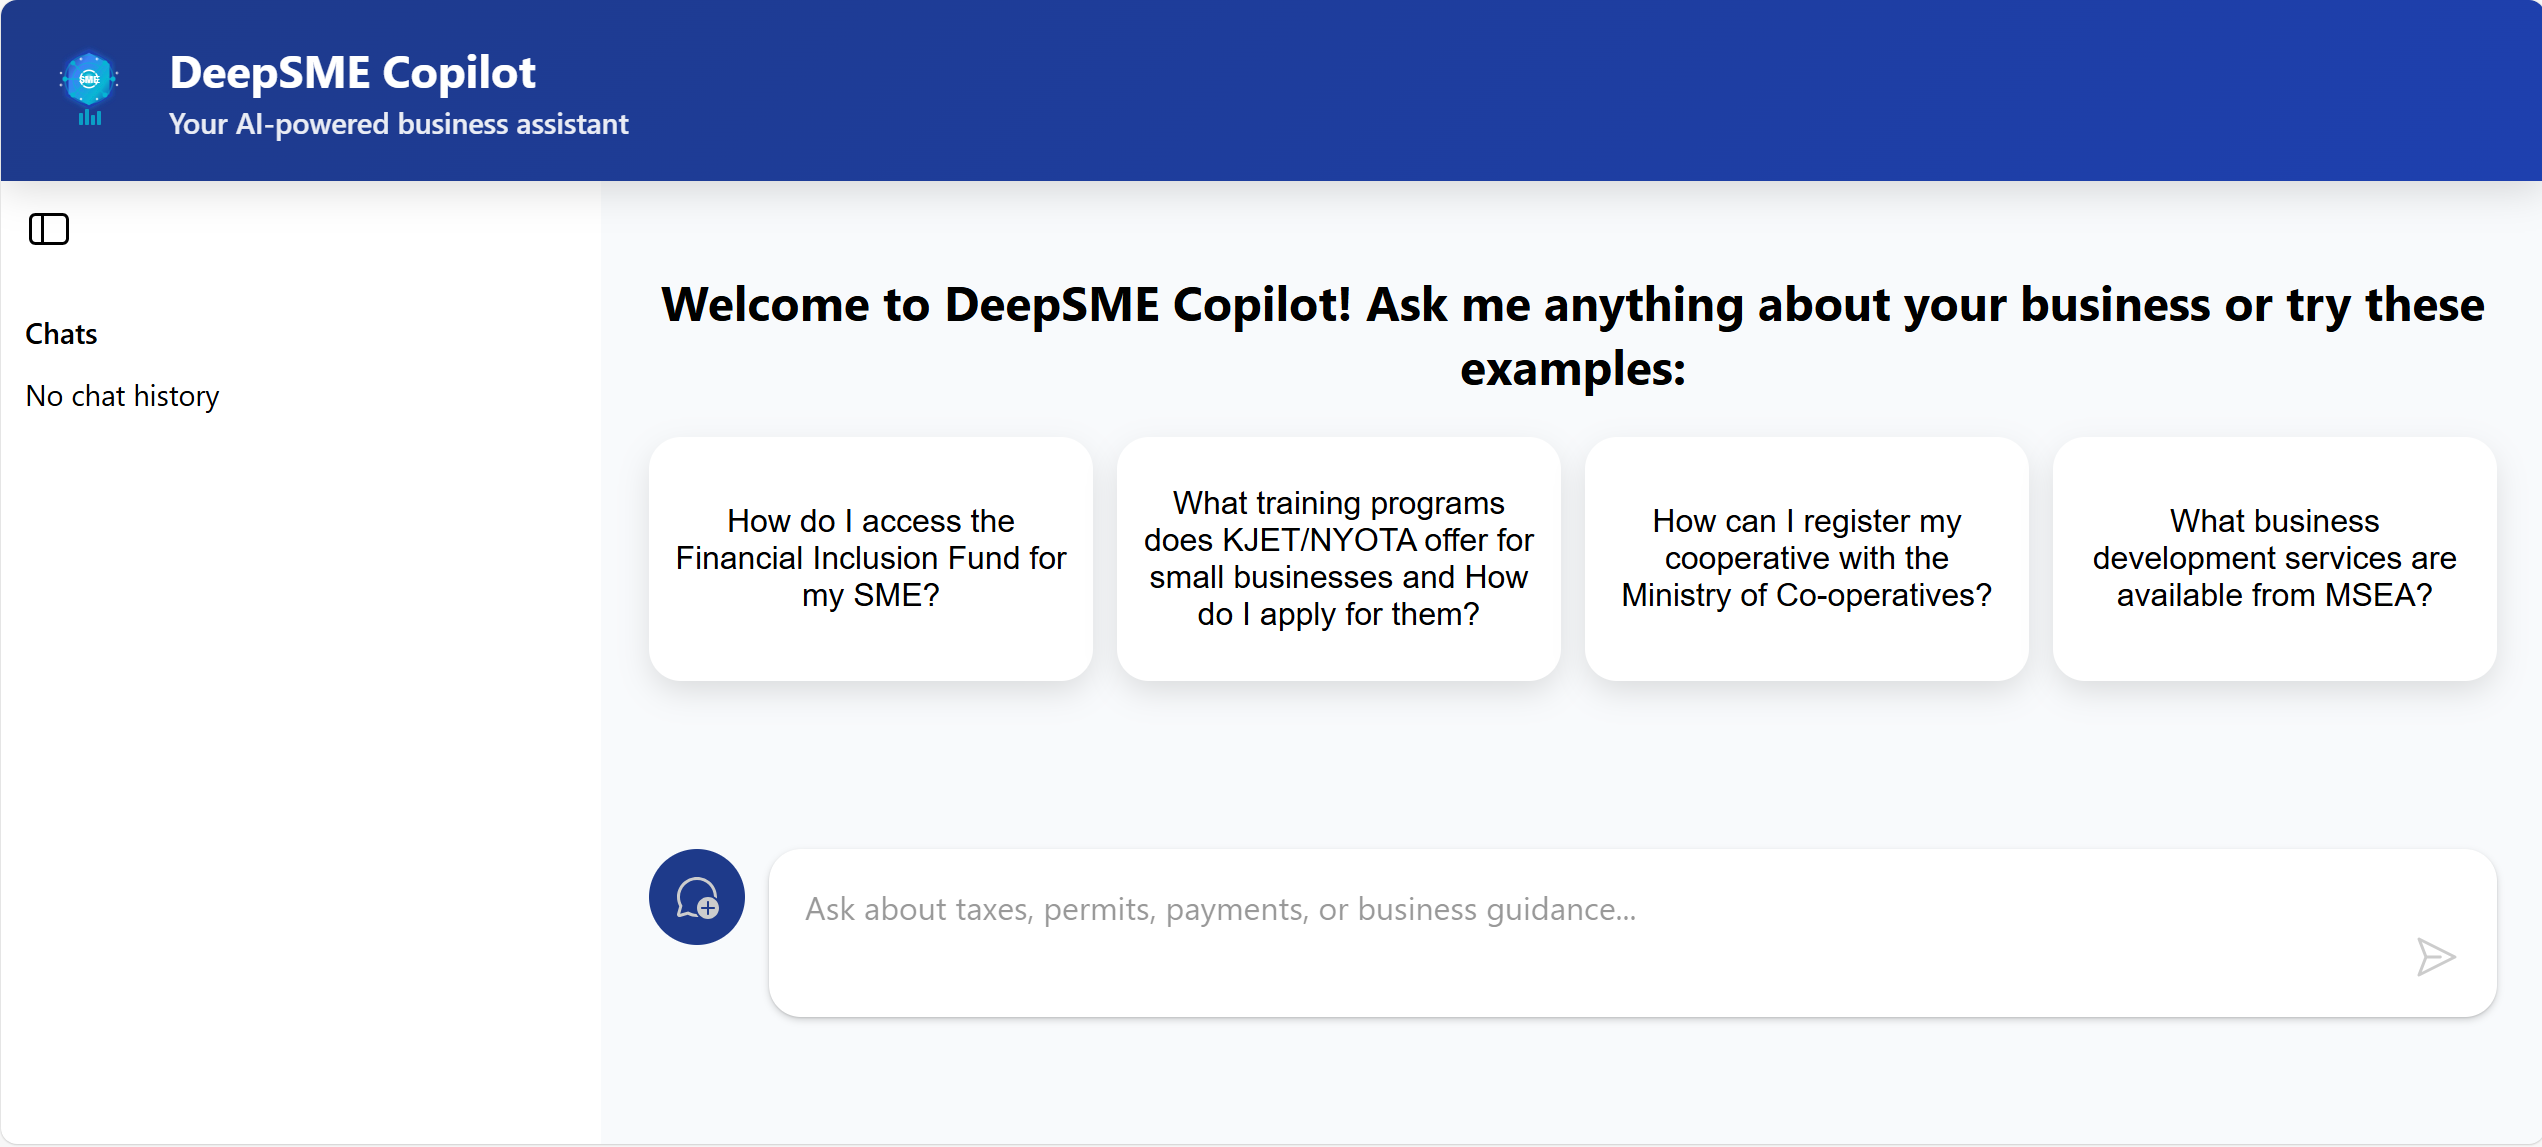 SME
DeepSME Copilot
Your AI-powered business assistant
Chats
No chat history
Welcome to DeepSME Copilot! Ask me anything about your business or try these
examples:
How do I access the
Financial Inclusion Fund for
my SME?
What training programs
does KJET/NYOTA offer for
small businesses and How
do I apply for them?
How can I register my
cooperative with the
Ministry of Co-operatives?
What business
development services are
available from MSEA?
Ask about taxes, permits, payments, or business guidance...